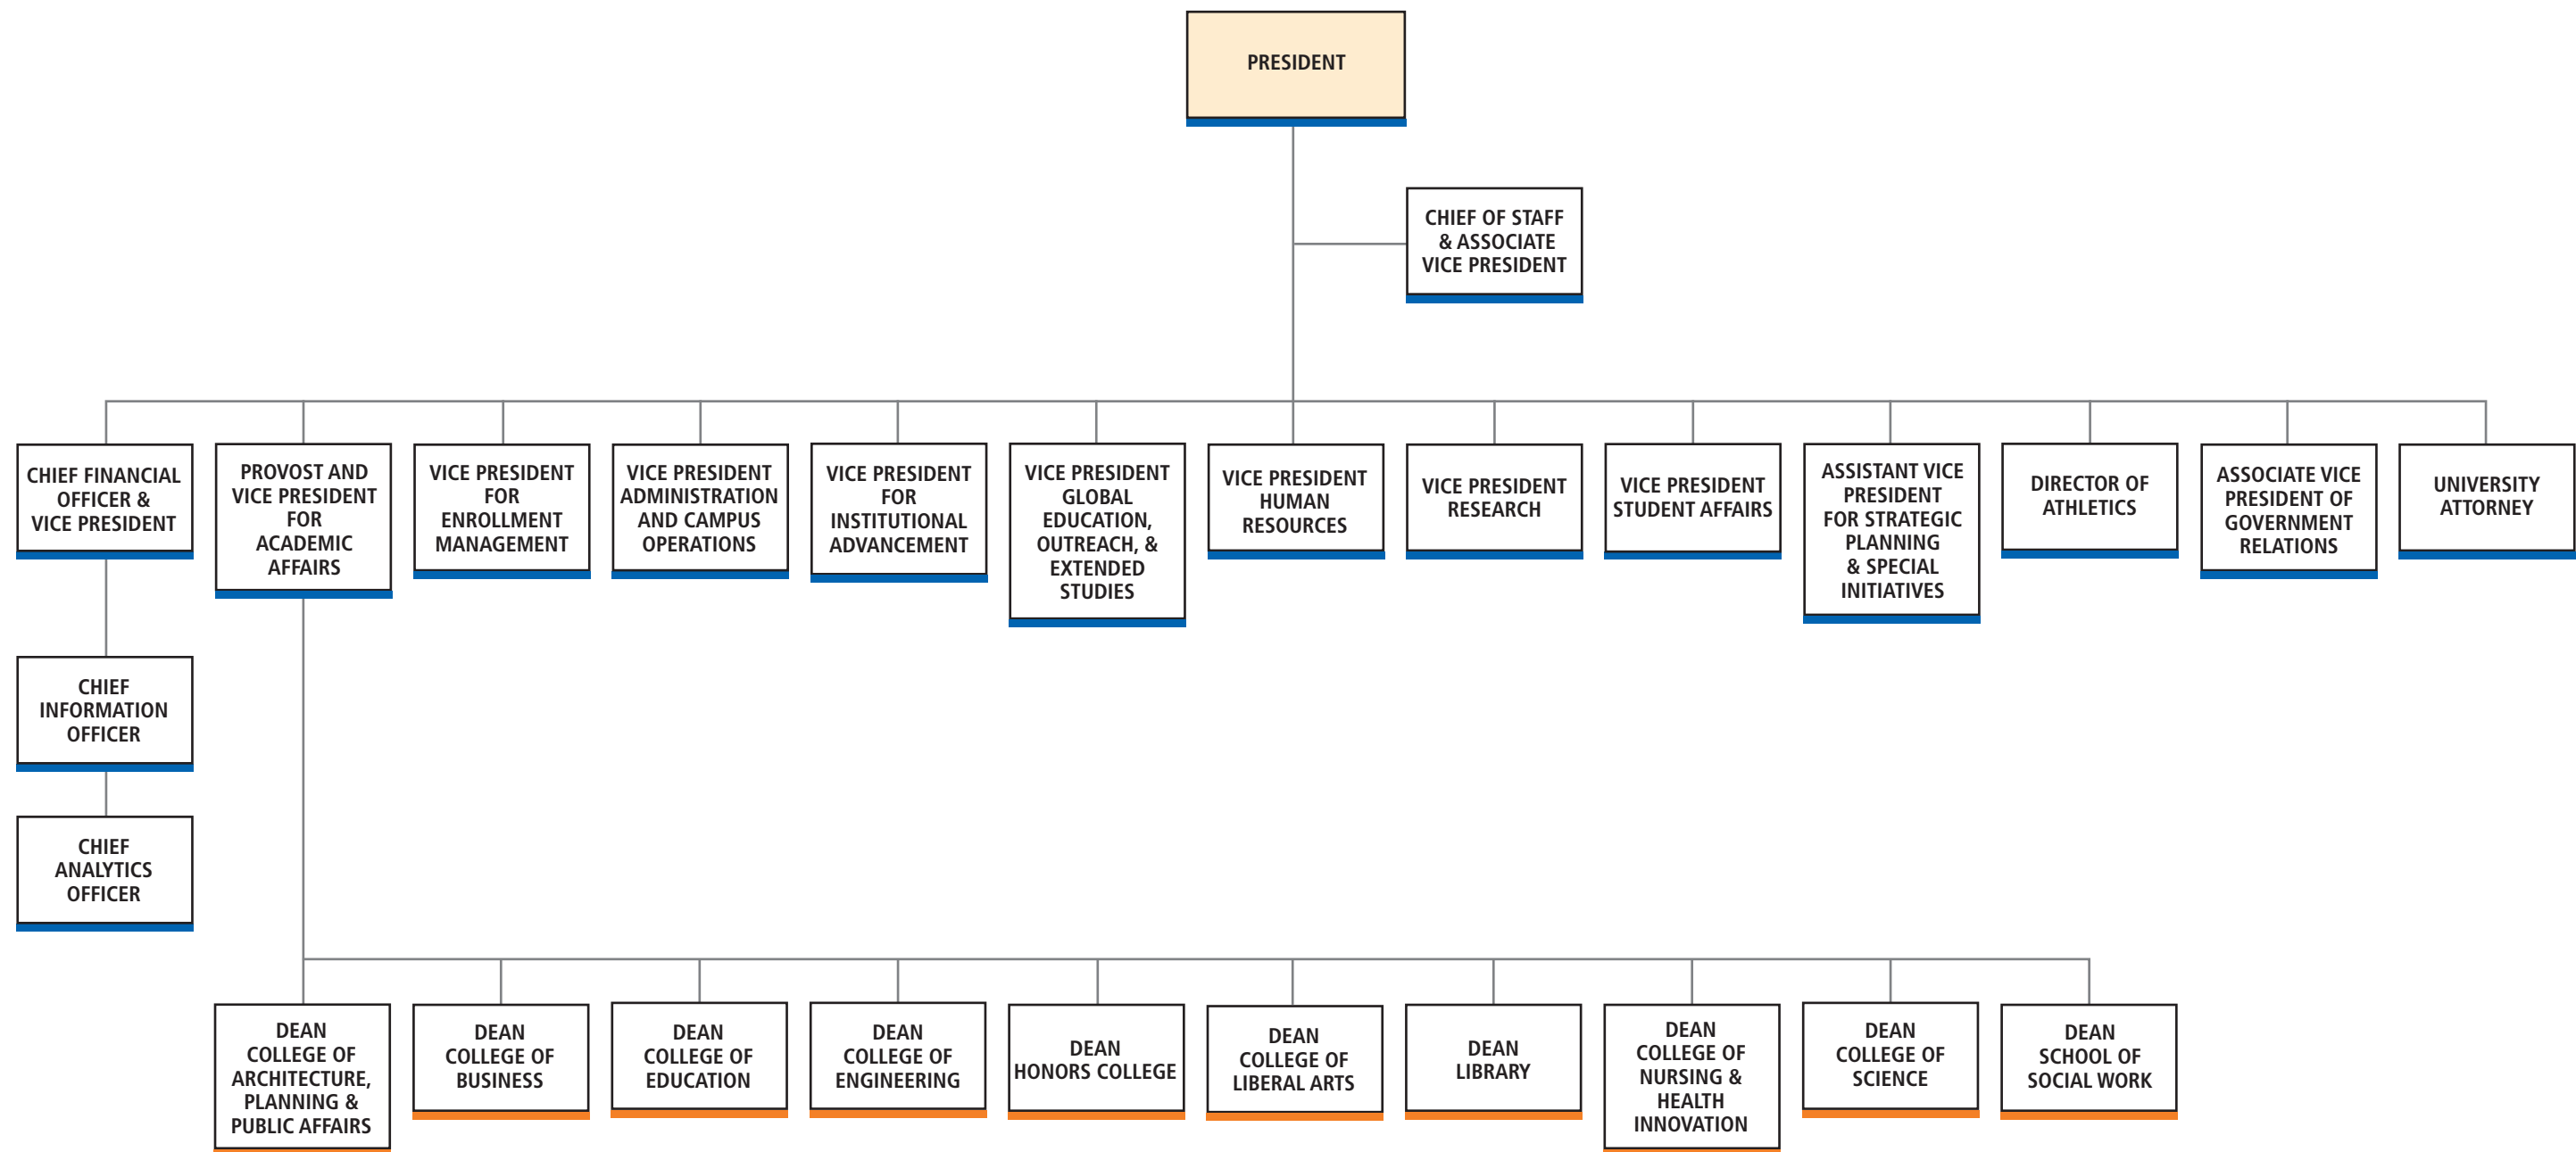 PRESIDENT
CHIEF OF STAFF
& ASSOCIATE
VICE PRESIDENT
CHIEF FINANCIAL
OFFICER &
VICE PRESIDENT
PROVOST AND
VICE PRESIDENT
FOR
ACADEMIC
AFFAIRS
VICE PRESIDENT
FOR
ENROLLMENT
MANAGEMENT
VICE PRESIDENT
ADMINISTRATION
AND CAMPUS
OPERATIONS
VICE PRESIDENT
FOR
INSTITUTIONAL
ADVANCEMENT
VICE PRESIDENT
GLOBAL
EDUCATION,
OUTREACH, &
EXTENDED
STUDIES
VICE PRESIDENT
HUMAN
RESOURCES
VICE PRESIDENT
RESEARCH
VICE PRESIDENT
STUDENT AFFAIRS
ASSISTANT VICE
PRESIDENT
FOR STRATEGIC
PLANNING
& SPECIAL
INITIATIVES
DIRECTOR OF
ATHLETICS
ASSOCIATE VICE
PRESIDENT OF
GOVERNMENT
RELATIONS
UNIVERSITY
ATTORNEY
CHIEF
INFORMATION
OFFICER
CHIEF
ANALYTICS
OFFICER
DEAN
COLLEGE OF
ARCHITECTURE,
PLANNING &
PUBLIC AFFAIRS
DEAN
COLLEGE OF
BUSINESS
DEAN
COLLEGE OF
EDUCATION
DEAN
COLLEGE OF
ENGINEERING
DEAN
HONORS COLLEGE
DEAN
COLLEGE OF
LIBERAL ARTS
DEAN
LIBRARY
DEAN
COLLEGE OF
NURSING &
HEALTH
INNOVATION
DEAN
COLLEGE OF
SCIENCE
DEAN
SCHOOL OF
SOCIAL WORK